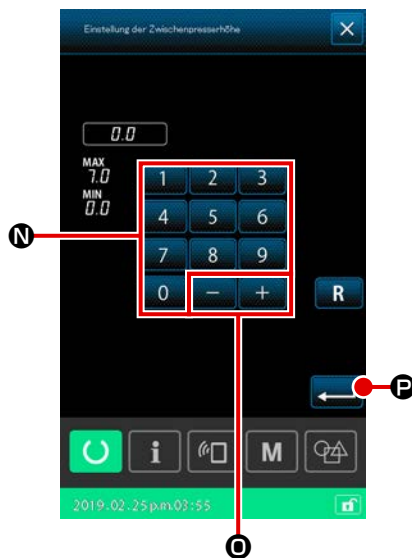 Einstellung der Zwischenpresserhöhe
0.0
MAX
7.0
MIN
0.0
1 2 3
4 5 6
N
7 8 9
0 − +
R
P
i M
2019.02.25 p.m.03:55
O